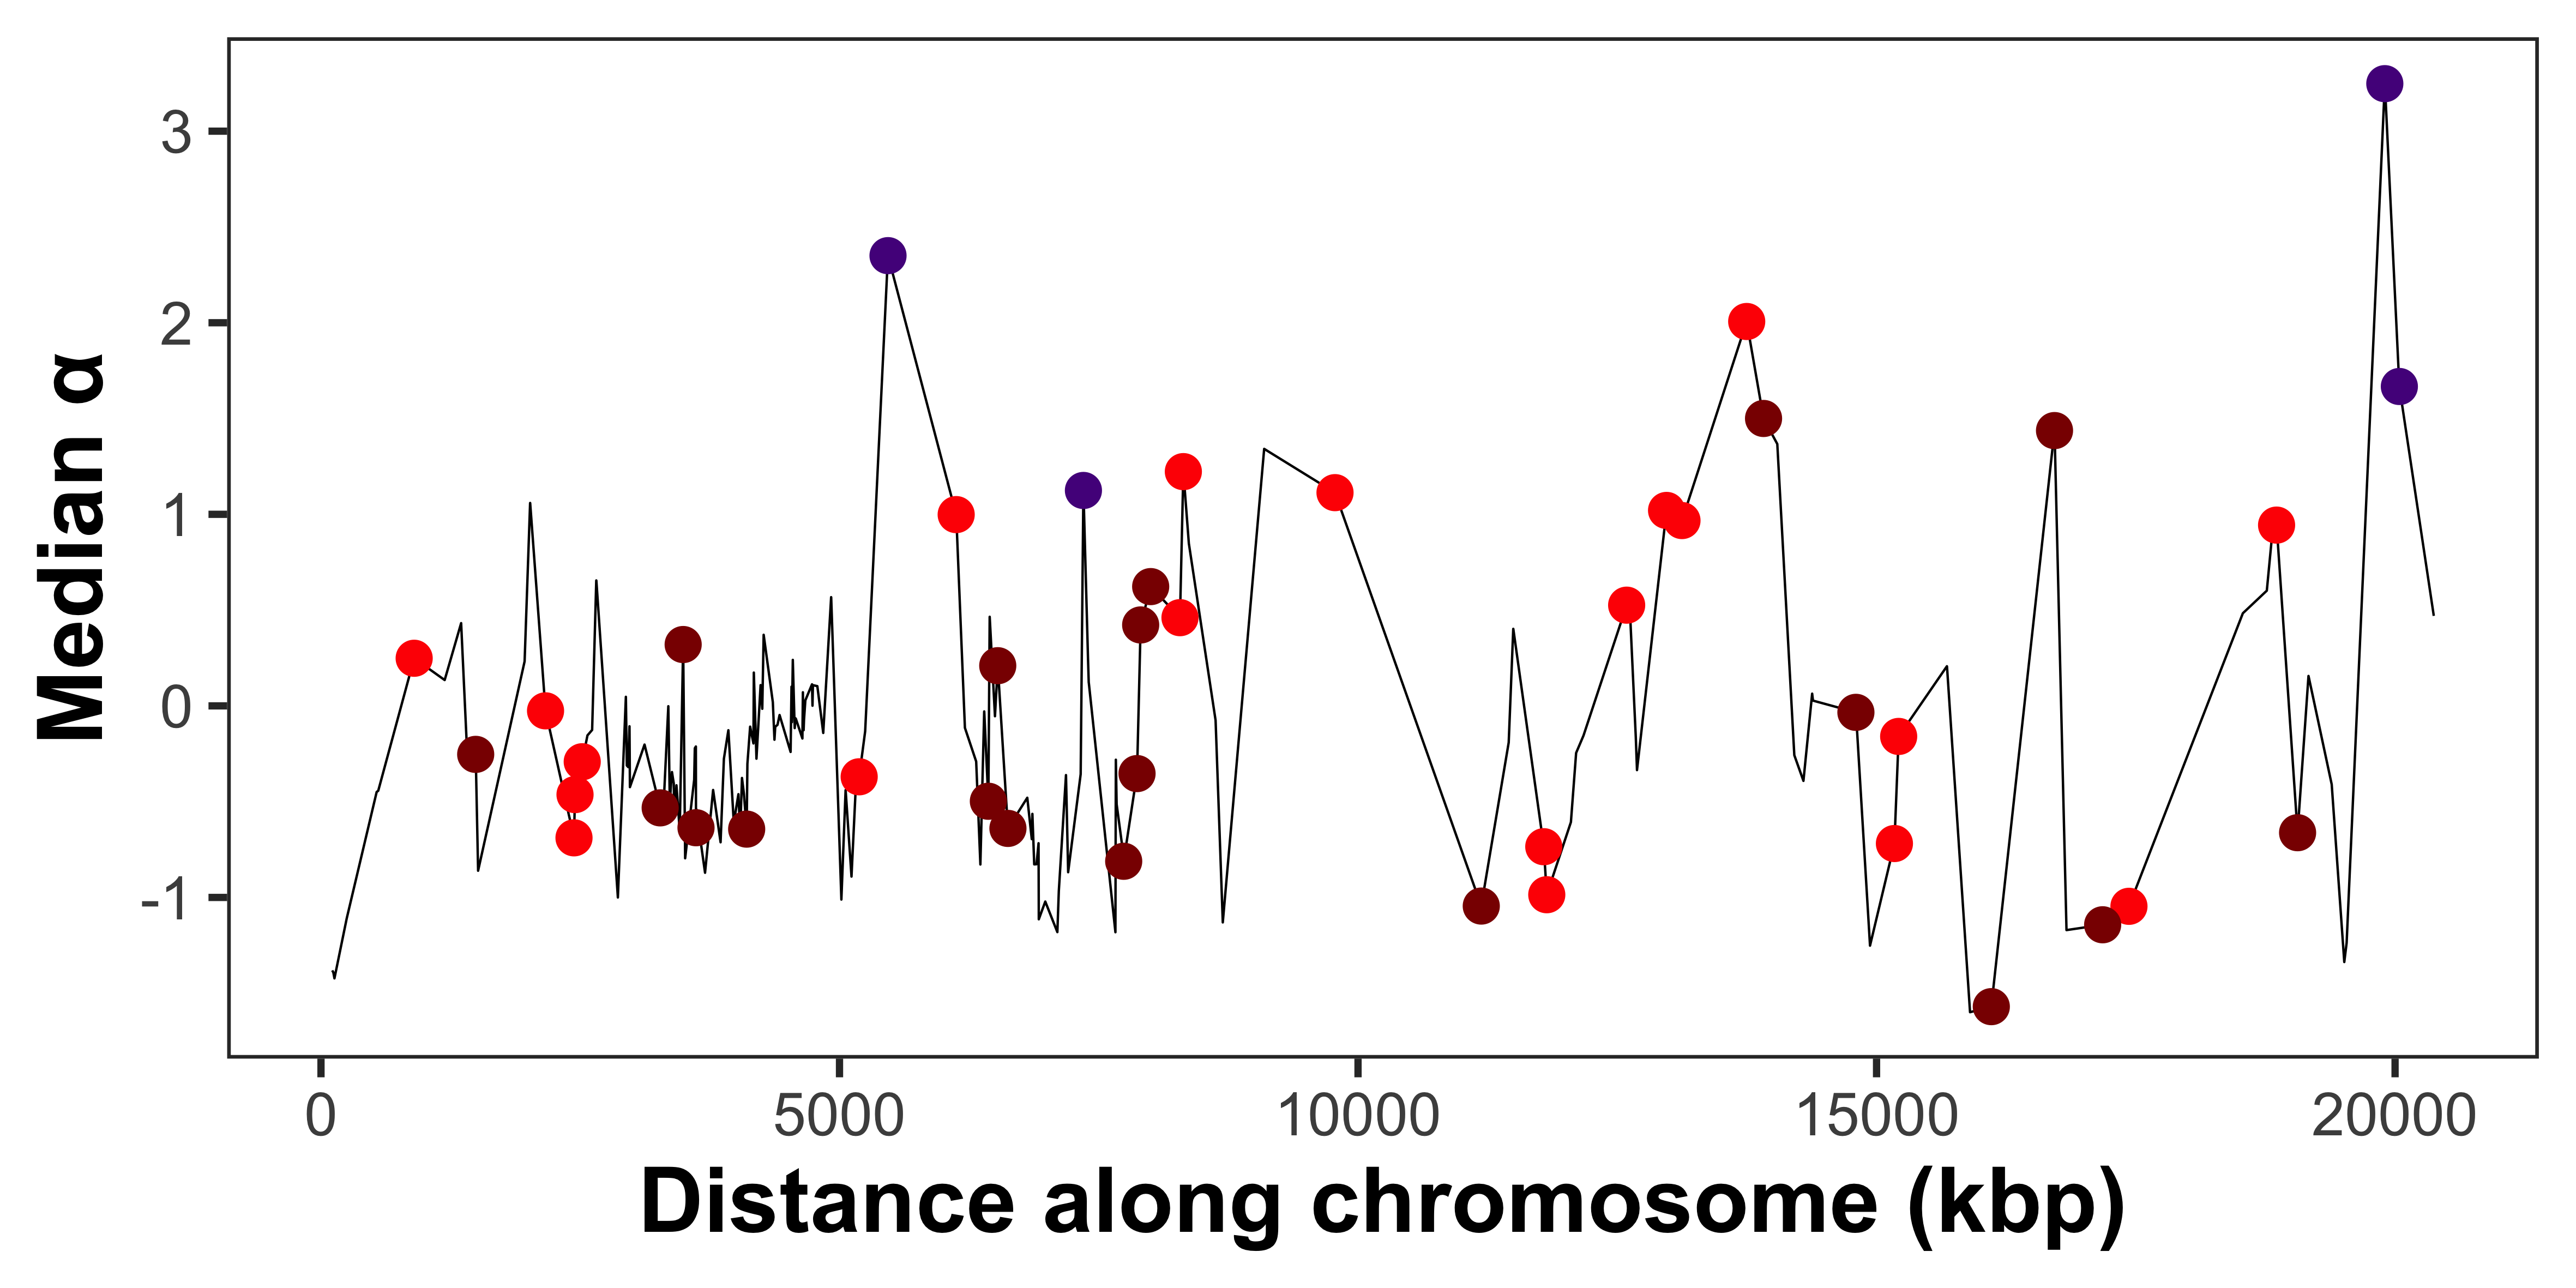 Median α
3
2
1
0
-1
0 5000 10000 15000 20000
Distance along chromosome (kbp)